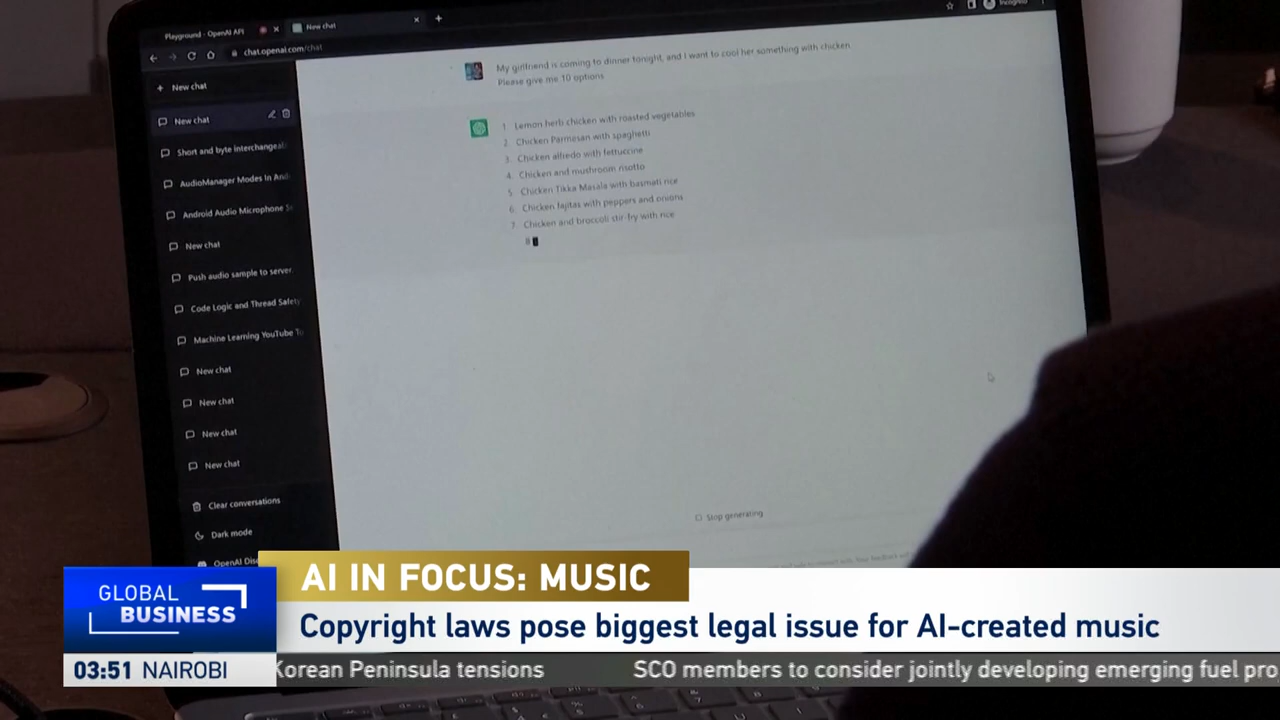 Playground - OpenAI API
New chat
chat.openai.com/chat
Incognito
New chat
New chat
Short and byte interchangeal
AudioManager Modes In And
Android Audio Microphone S
New chat
Push audio sample to server.
Code Logic and Thread Safety
Machine Learning YouTube T
New chat
New chat
New chat
New chat
Clear conversations
Dark mode
OpenAI Disc
My girlfriend is coming to dinner tonight, and I want to cool her something with chicken.
Please give me 10 options
1. Lemon herb chicken with roasted vegetables
2. Chicken Parmesan with spaghetti
3. Chicken alfredo with fettuccine
4. Chicken and mushroom risotto
5. Chicken Tikka Masala with basmati rice
6. Chicken fajitas with peppers and onions
7. Chicken and broccoli stir-fry with rice
8
Stop generating
AI IN FOCUS: MUSIC
GLOBAL
BUSINESS
Copyright laws pose biggest legal issue for AI-created music
03:51 NAIROBI
Korean Peninsula tensions
SCO members to consider jointly developing emerging fuel pro